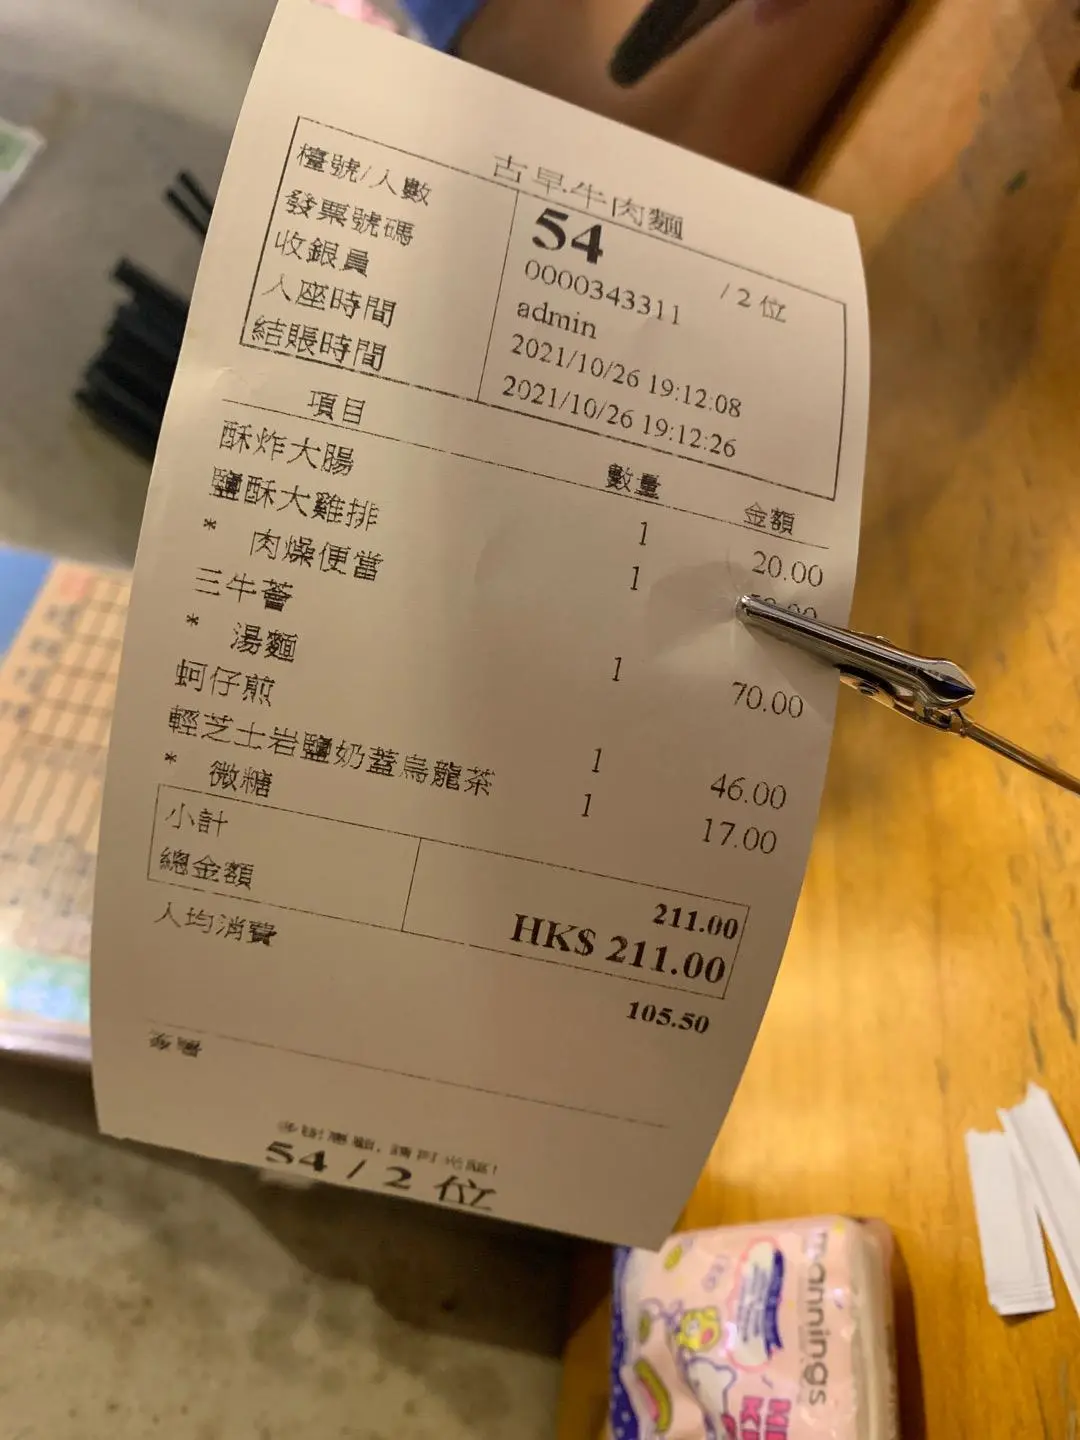 古早牛肉麵
檯號/人數 54 / 2 位
發票號碼 0000343311
收銀員 admin
入座時間 2021/10/26 19:12:08
結賬時間 2021/10/26 19:12:26
項目 數量 金額
酥炸大腸 1 20.00
鹽酥大雞排 1
* 肉燥便當
三牛薈 1 70.00
* 湯麵
蚵仔煎 1 46.00
輕芝士岩鹽奶蓋烏龍茶 1 17.00
* 微糖
小計 211.00
總金額 HK$ 211.00
人均消費 105.50
54 / 2 位
mannings